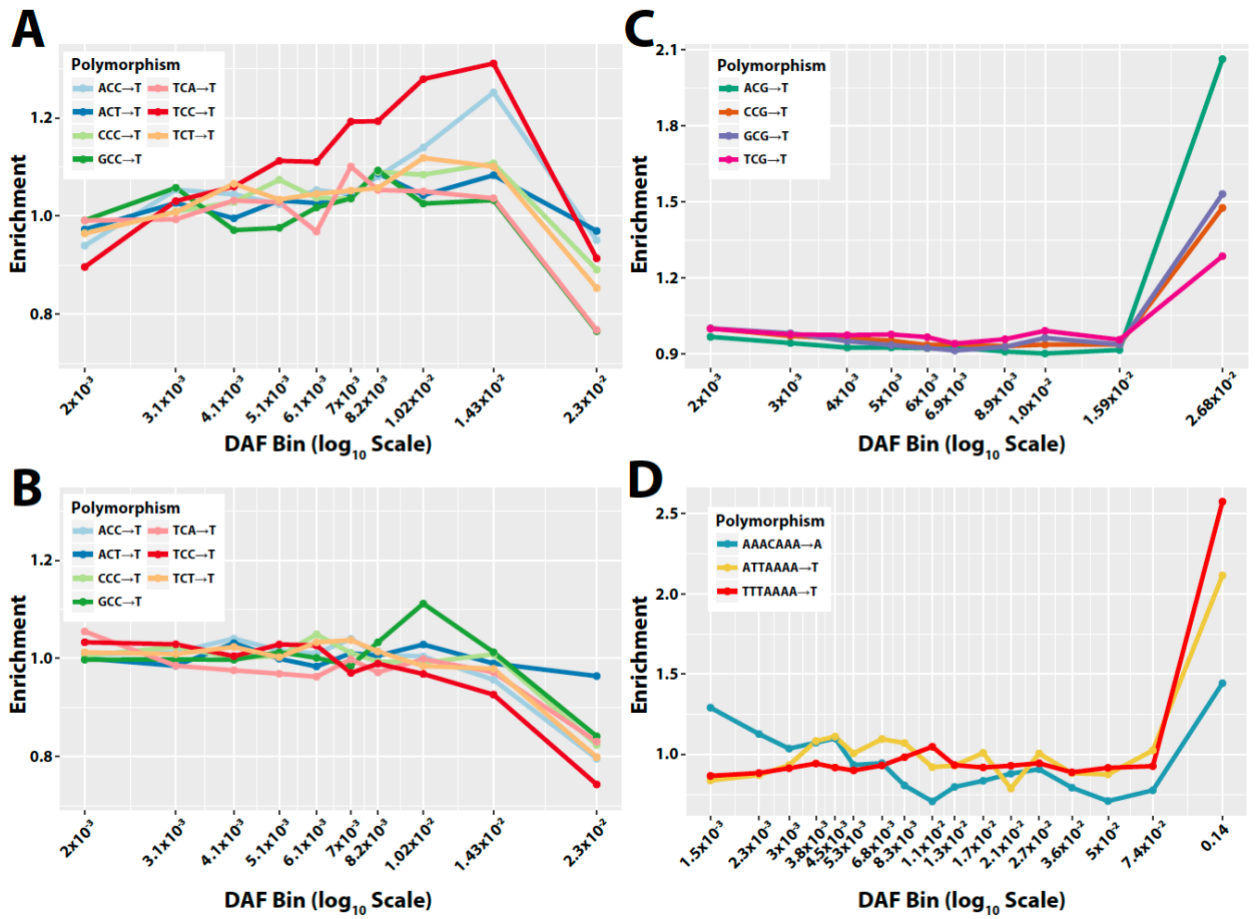 A
Enrichment
1.2
1.0
0.8
Polymorphism
ACC→T TCA→T
ACT→T TCC→T
CCC→T TCT→T
GCC→T
2x10⁻³ 3.1x10⁻³ 4.1x10⁻³ 5.1x10⁻³ 6.1x10⁻³ 7x10⁻³ 8.2x10⁻³ 1.02x10⁻² 1.43x10⁻² 2.3x10⁻²
DAF Bin (log₁₀ Scale)
B
Enrichment
1.2
1.0
0.8
Polymorphism
ACC→T TCA→T
ACT→T TCC→T
CCC→T TCT→T
GCC→T
2x10⁻³ 3.1x10⁻³ 4.1x10⁻³ 5.1x10⁻³ 6.1x10⁻³ 7x10⁻³ 8.2x10⁻³ 1.02x10⁻² 1.43x10⁻² 2.3x10⁻²
DAF Bin (log₁₀ Scale)
C
Enrichment
2.1
1.8
1.5
1.2
0.9
Polymorphism
ACG→T
CCG→T
GCG→T
TCG→T
2x10⁻³ 3x10⁻³ 4x10⁻³ 5x10⁻³ 6x10⁻³ 6.9x10⁻³ 8.9x10⁻³ 1.0x10⁻² 1.59x10⁻² 2.68x10⁻²
DAF Bin (log₁₀ Scale)
D
Enrichment
2.5
2.0
1.5
1.0
Polymorphism
AAACAAA→A
ATTAAAA→T
TTTAAAA→T
1.5x10⁻³ 2.3x10⁻³ 3x10⁻³ 3.8x10⁻³ 4.5x10⁻³ 5.3x10⁻³ 6.8x10⁻³ 8.3x10⁻³ 1.1x10⁻² 1.3x10⁻² 1.7x10⁻² 2.1x10⁻² 2.7x10⁻² 3.6x10⁻² 5x10⁻² 7.4x10⁻² 0.14
DAF Bin (log₁₀ Scale)